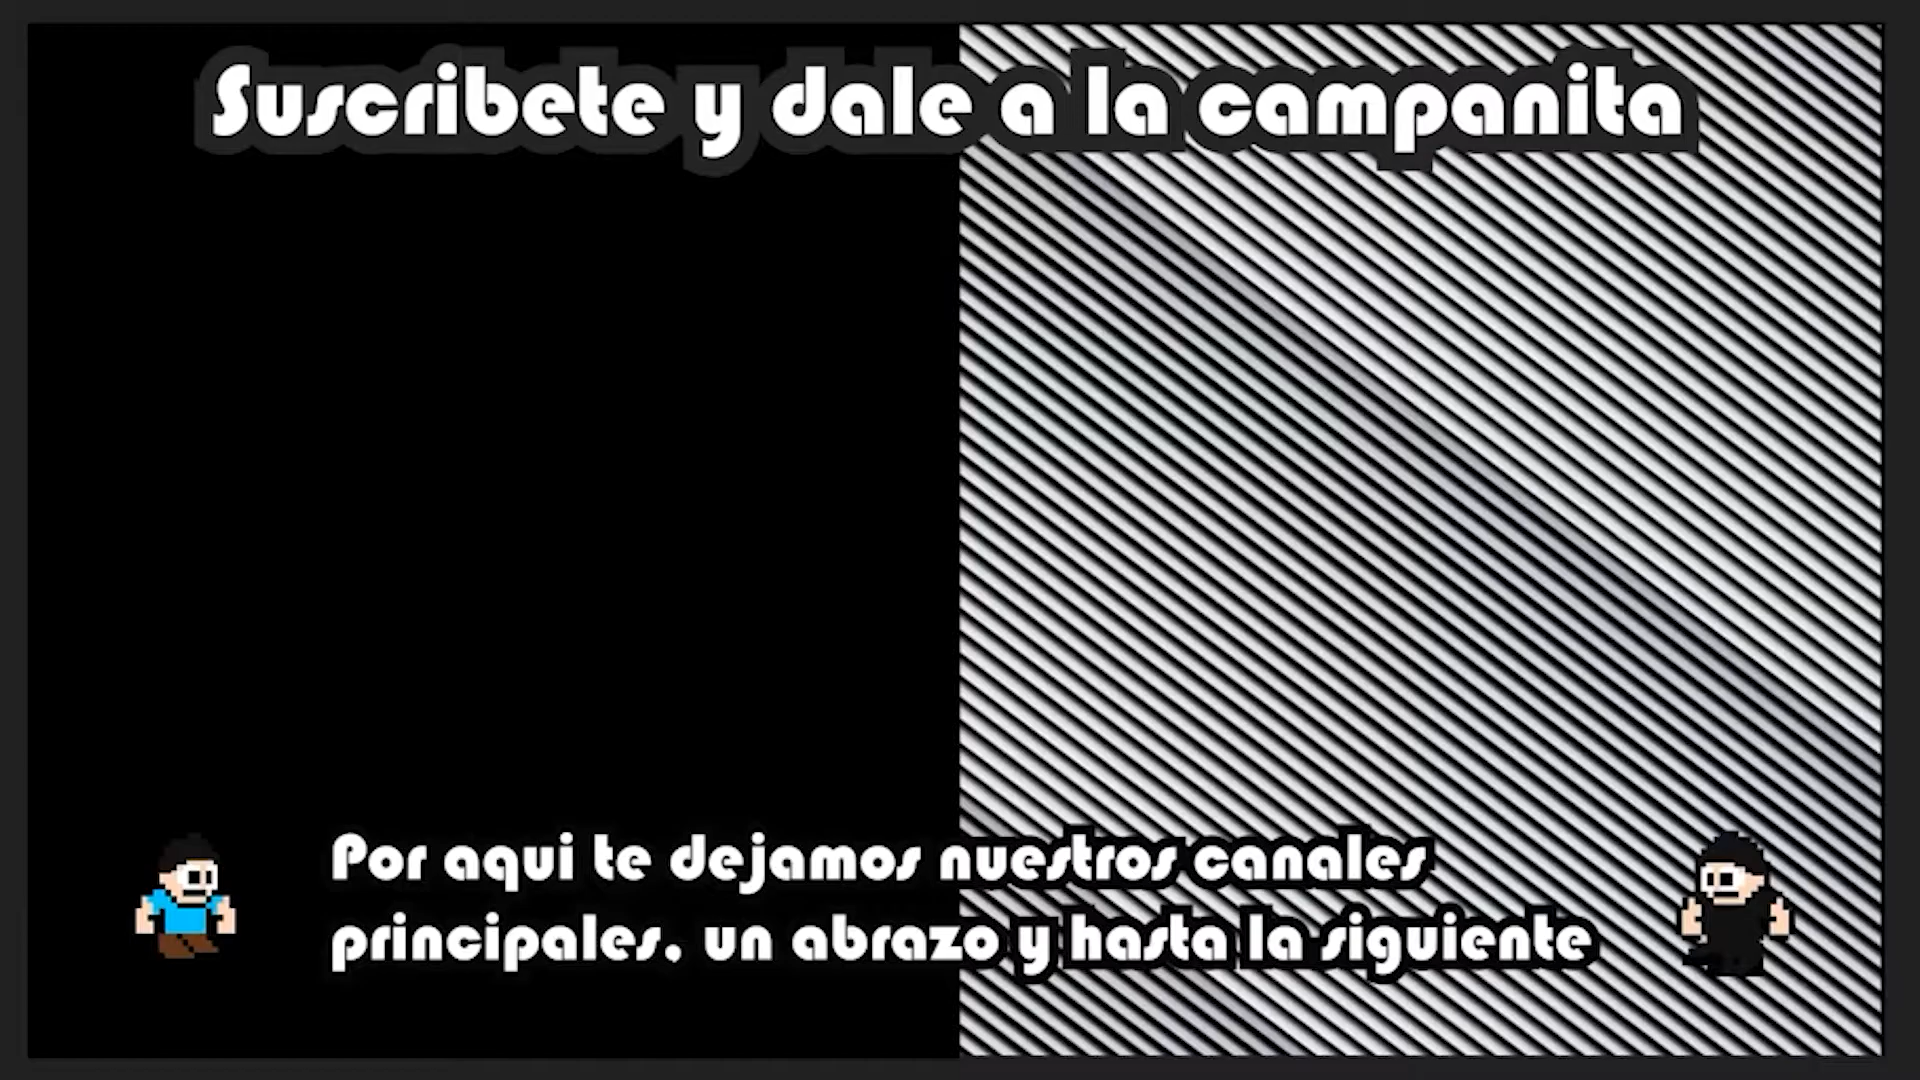 Suscribete y dale a la campanita
Por aqui te dejamos nuestros canales
principales, un abrazo y hasta la siguiente